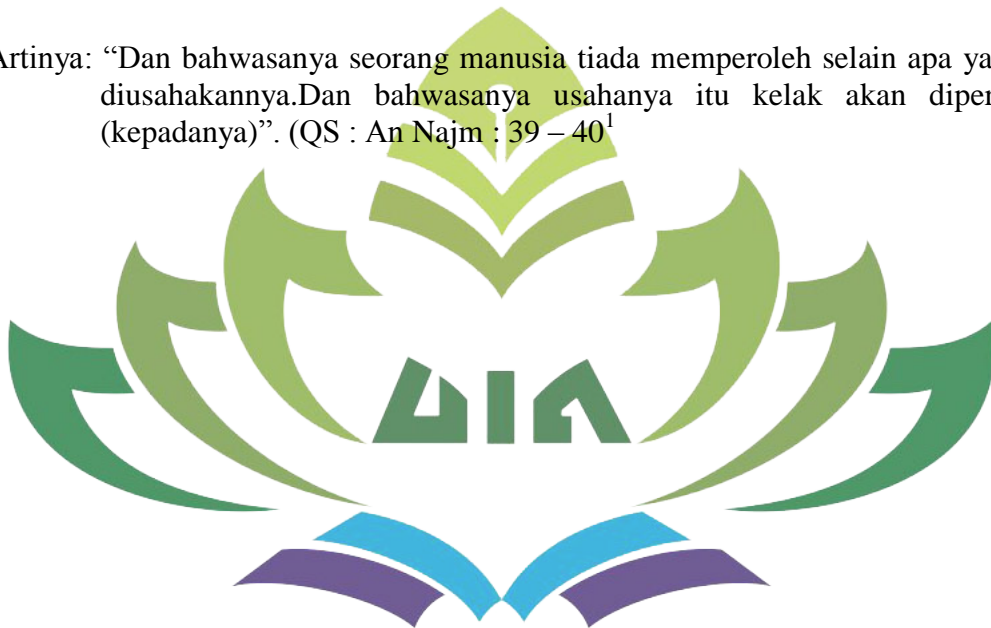 Artinya: “Dan bahwasanya seorang manusia tiada memperoleh selain apa ya
diusahakannya.Dan bahwasanya usahanya itu kelak akan diper
(kepadanya)”. (QS : An Najm : 39 – 40¹